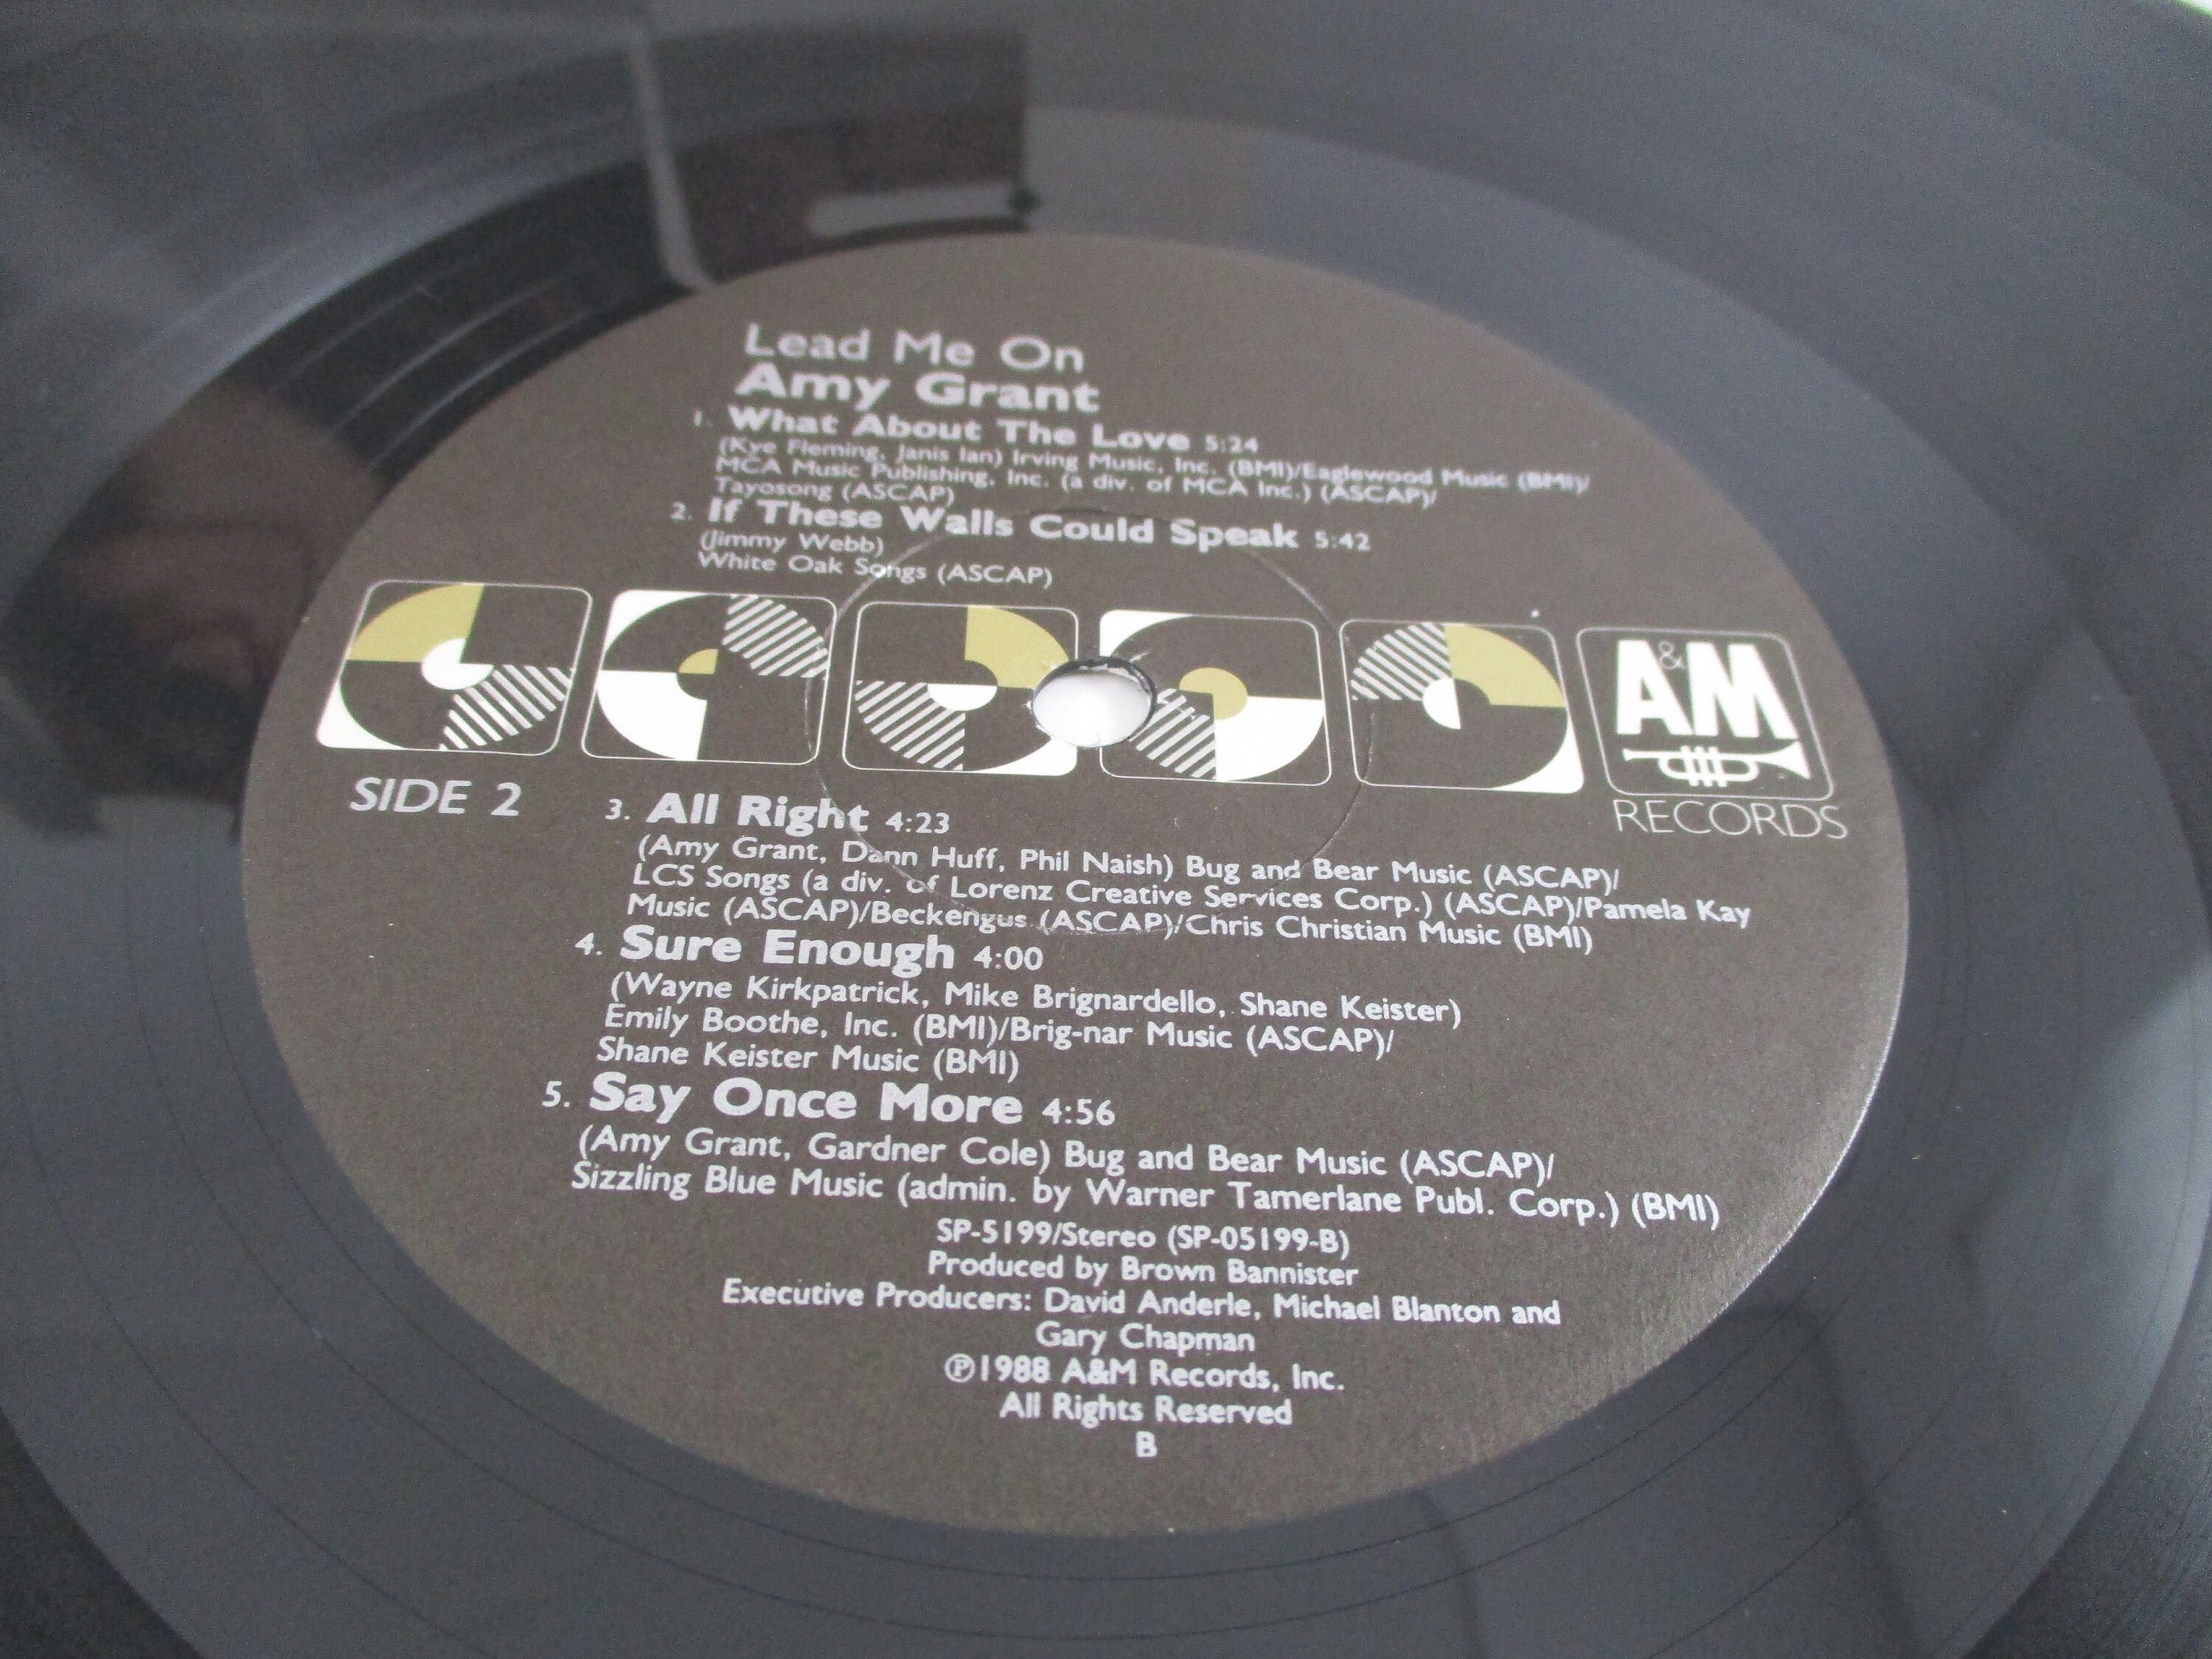 Lead Me On
Amy Grant
1. What About The Love 5:24
(Kye Fleming, Janis Ian) Irving Music, Inc. (BMI)/Eaglewood Music (BMI)/
MCA Music Publishing, Inc. (a div. of MCA Inc.) (ASCAP)/
Tayosong (ASCAP)
2. If These Walls Could Speak 5:42
(Jimmy Webb)
White Oak Songs (ASCAP)
A&M
RECORDS
SIDE 2
3. All Right 4:23
(Amy Grant, Dann Huff, Phil Naish) Bug and Bear Music (ASCAP)/
LCS Songs (a div. of Lorenz Creative Services Corp.) (ASCAP)/Pamela Kay
Music (ASCAP)/Beckengus (ASCAP)/Chris Christian Music (BMI)
4. Sure Enough 4:00
(Wayne Kirkpatrick, Mike Brignardello, Shane Keister)
Emily Boothe, Inc. (BMI)/Brig-nar Music (ASCAP)/
Shane Keister Music (BMI)
5. Say Once More 4:56
(Amy Grant, Gardner Cole) Bug and Bear Music (ASCAP)/
Sizzling Blue Music (admin. by Warner Tamerlane Publ. Corp.) (BMI)
SP-5199/Stereo (SP-05199-B)
Produced by Brown Bannister
Executive Producers: David Anderle, Michael Blanton and
Gary Chapman
℗1988 A&M Records, Inc.
All Rights Reserved
B